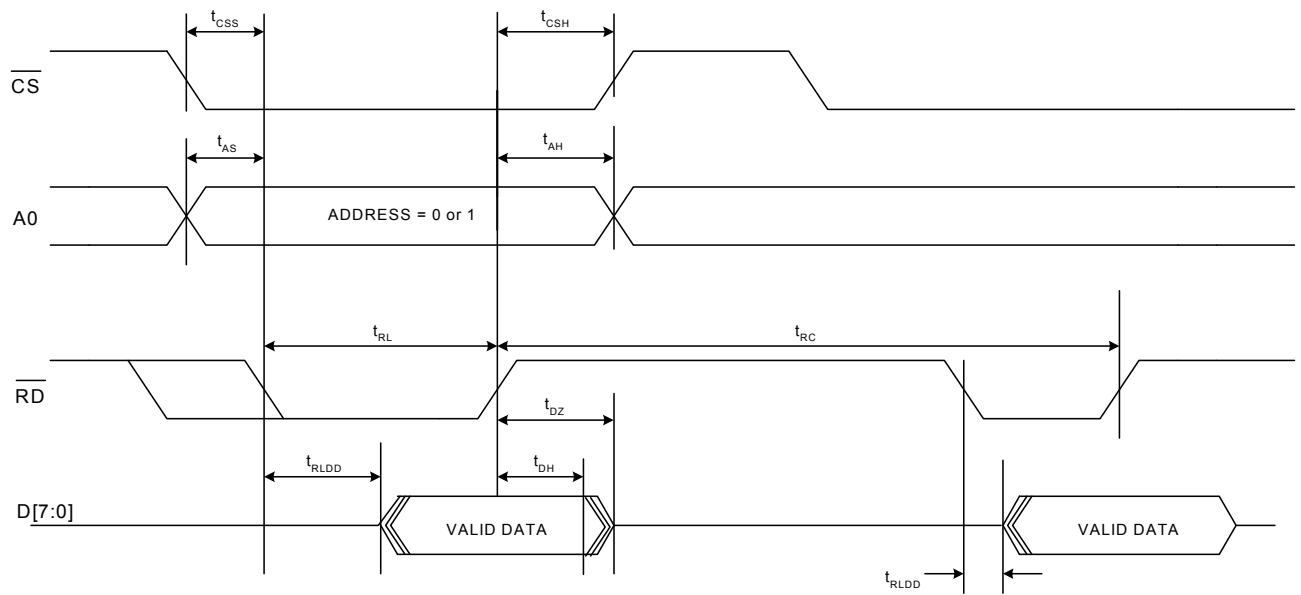 tCSS
tCSH
CS
tAS
tAH
A0
ADDRESS = 0 or 1
tRL
tRC
RD
tDZ
tRLDD
tDH
D[7:0]
VALID DATA
VALID DATA
tRLDD